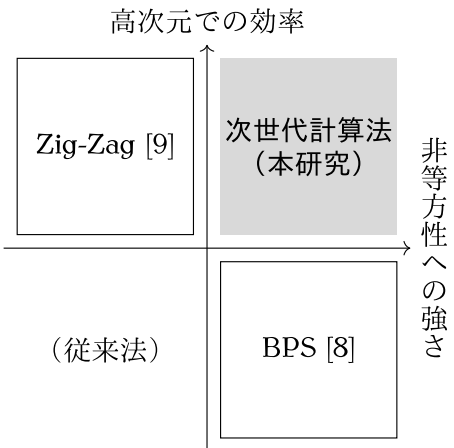 高次元での効率
Zig-Zag [9]
次世代計算法
（本研究）
非等方性への強さ
（従来法）
BPS [8]